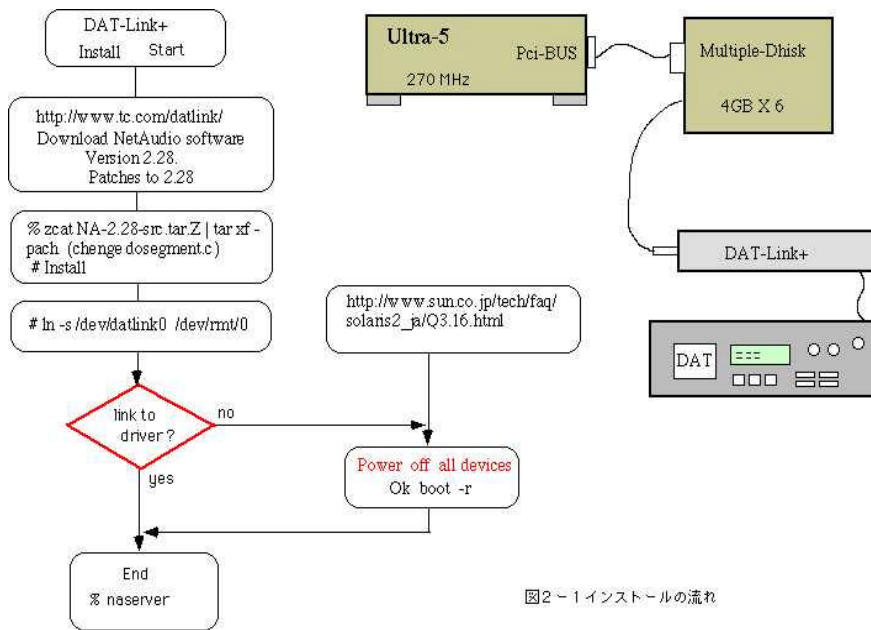 DAT-Link+
Install Start
http://www.tc.com/datlink/
Download NetAudio software
Version 2.28.
Patches to 2.28
% zcat NA-2.28-src.tar.Z | tar xf -
pach (chenge dosegment.c)
# Install
# ln -s /dev/datlink0 /dev/rmt/0
link to
driver ?
no
yes
http://www.sun.co.jp/tech/faq/
solaris2_ja/Q3.16.html
Power off all devices
Ok boot -r
End
% naserver
Ultra-5
Pci-BUS
270 MHz
Multiple-Dhisk
4GB X 6
DAT-Link+
DAT
図2-1インストールの流れ